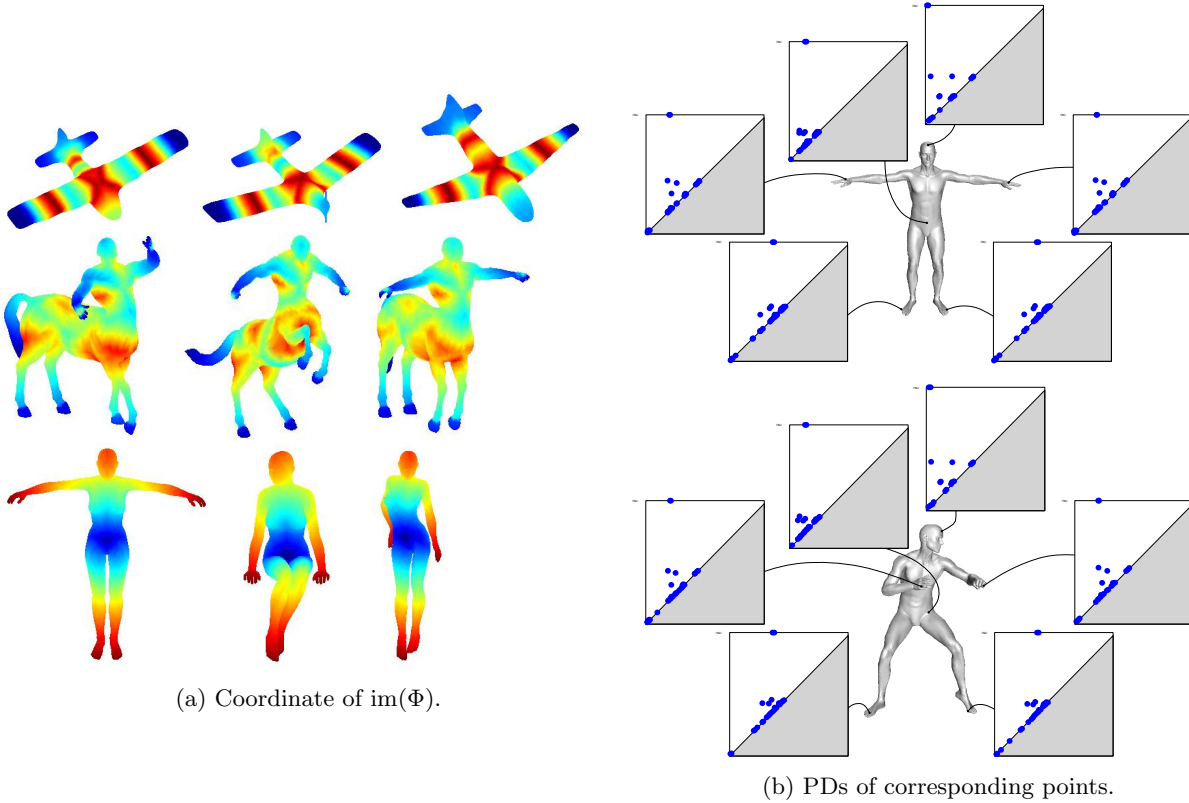 (a) Coordinate of im(Φ).
(b) PDs of corresponding points.